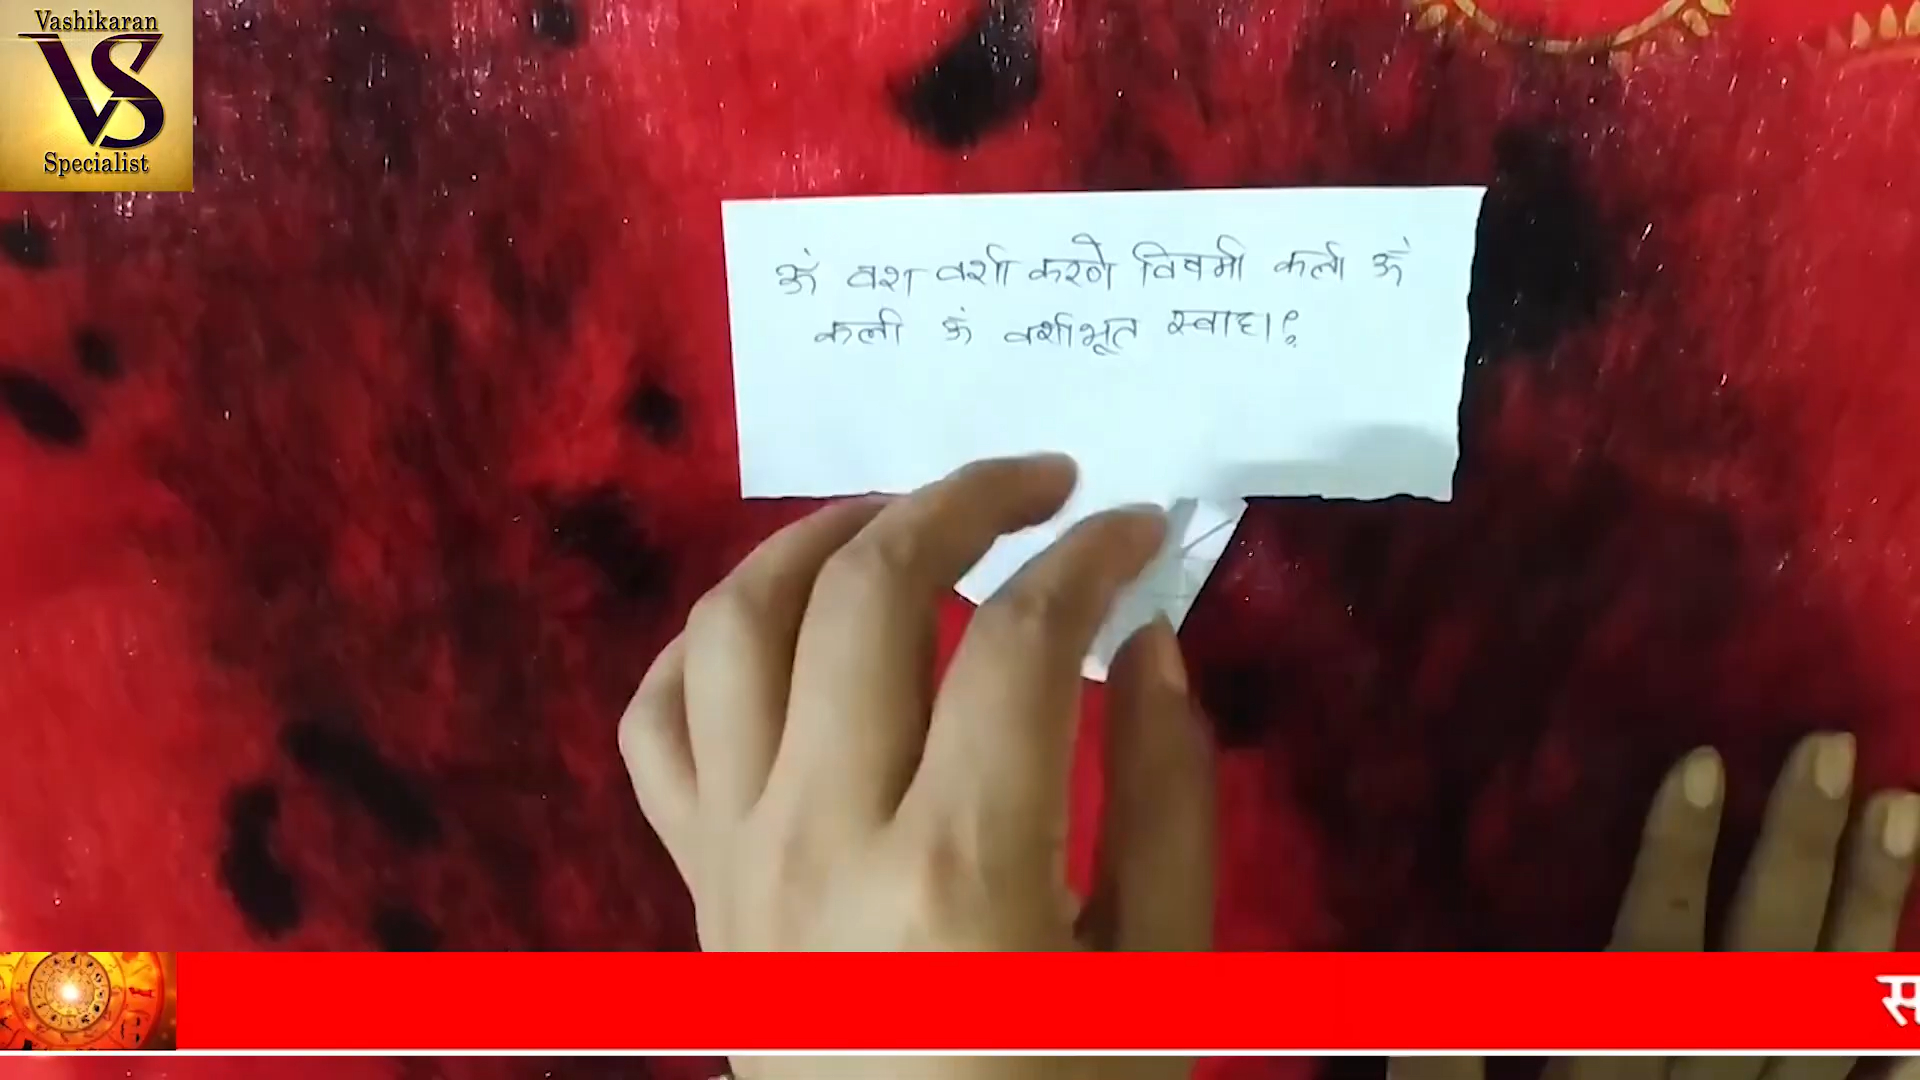 Vashikaran
VS
Specialist
ॐ वश वशी करणे विषमी कली ॐ
कली ॐ वशीभूत स्वाहा।
स